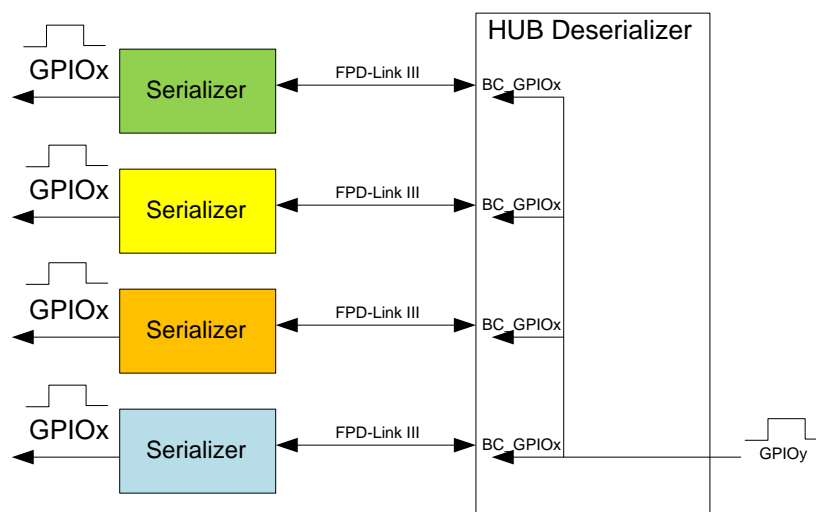 HUB Deserializer
GPIOx
Serializer
FPD-Link III
BC_GPIOx
GPIOx
Serializer
FPD-Link III
BC_GPIOx
GPIOx
Serializer
FPD-Link III
BC_GPIOx
GPIOx
Serializer
FPD-Link III
BC_GPIOx
GPIOy